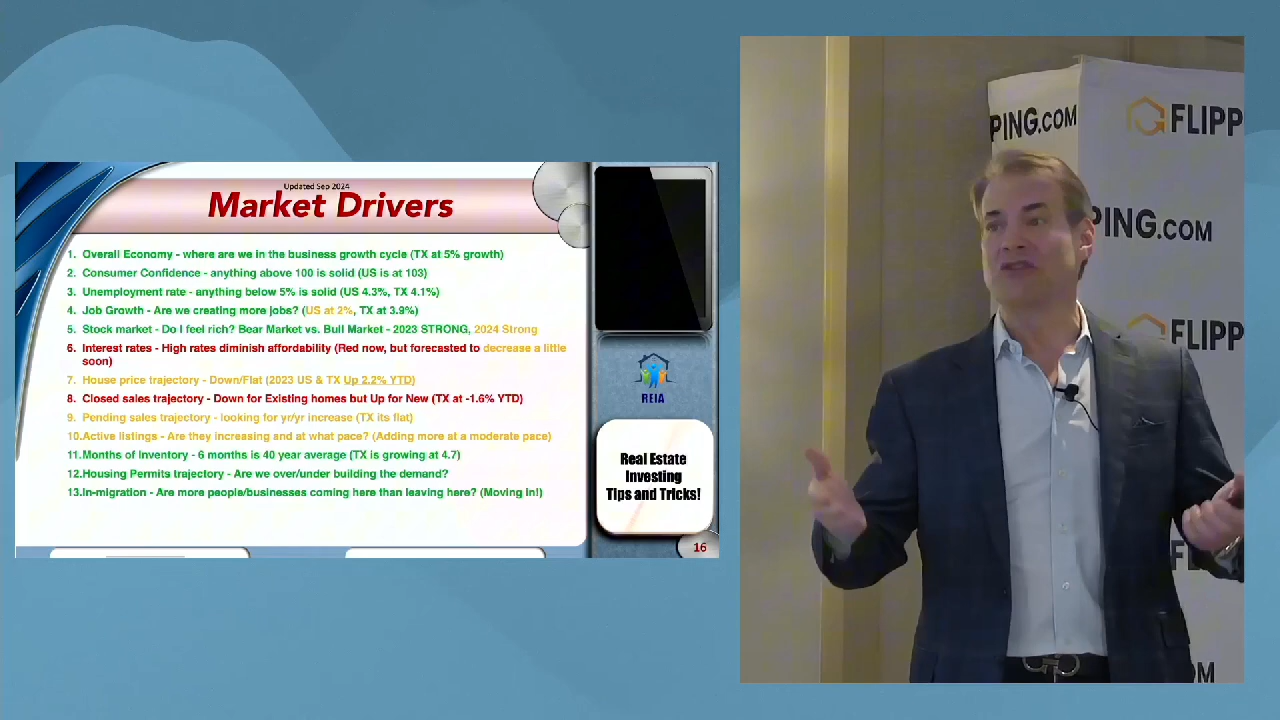 Updated Sep 2024
Market Drivers
1. Overall Economy - where are we in the business growth cycle (TX at 5% growth)
2. Consumer Confidence - anything above 100 is solid (US is at 103)
3. Unemployment rate - anything below 5% is solid (US 4.3%, TX 4.1%)
4. Job Growth - Are we creating more jobs? (US at 2%, TX at 3.9%)
5. Stock market - Do I feel rich? Bear Market vs. Bull Market - 2023 STRONG, 2024 Strong
6. Interest rates - High rates diminish affordability (Red now, but forecasted to decrease a little
soon)
7. House price trajectory - Down/Flat (2023 US & TX Up 2.2% YTD)
8. Closed sales trajectory - Down for Existing homes but Up for New (TX at -1.6% YTD)
9. Pending sales trajectory - looking for yr/yr increase (TX its flat)
10.Active listings - Are they increasing and at what pace? (Adding more at a moderate pace)
11.Months of Inventory - 6 months is 40 year average (TX is growing at 4.7)
12.Housing Permits trajectory - Are we over/under building the demand?
13.In-migration - Are more people/businesses coming here than leaving here? (Moving in!)
REIA
Real Estate
Investing
Tips and Tricks!
16
PING.COM
FLIPP
PING.COM
FLIPP
FL
OM